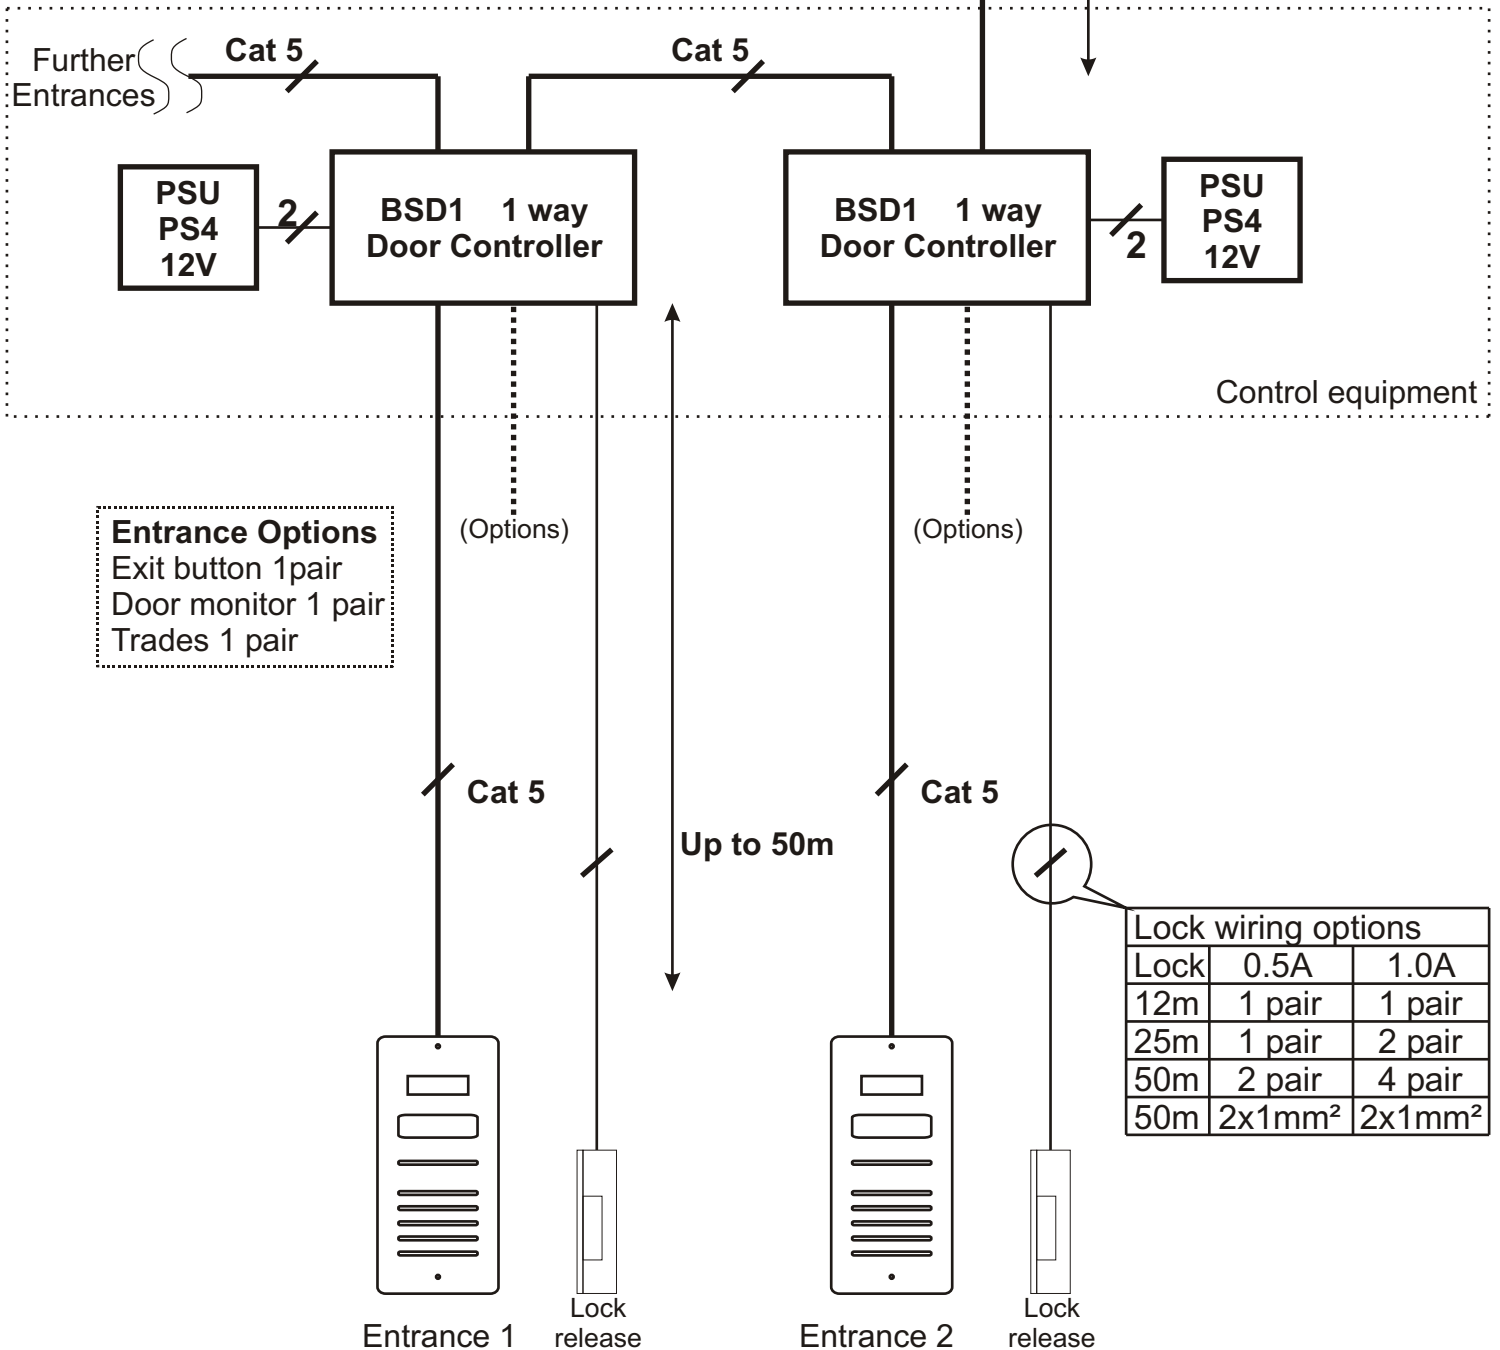 Further
Entrances
Cat 5
Cat 5
PSU
PS4
12V
2
BSD1 1 way
Door Controller
BSD1 1 way
Door Controller
2
PSU
PS4
12V
Control equipment
Entrance Options
Exit button 1pair
Door monitor 1 pair
Trades 1 pair
(Options)
(Options)
Cat 5
Up to 50m
Cat 5
Lock wiring options
Lock 0.5A 1.0A
12m 1 pair 1 pair
25m 1 pair 2 pair
50m 2 pair 4 pair
50m 2x1mm² 2x1mm²
Entrance 1
Lock
release
Entrance 2
Lock
release